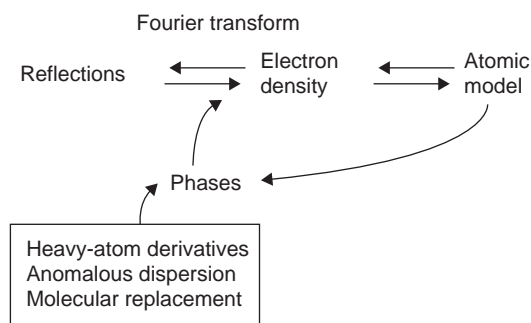 Fourier transform
Reflections
Electron
density
Atomic
model
Phases
Heavy-atom derivatives
Anomalous dispersion
Molecular replacement